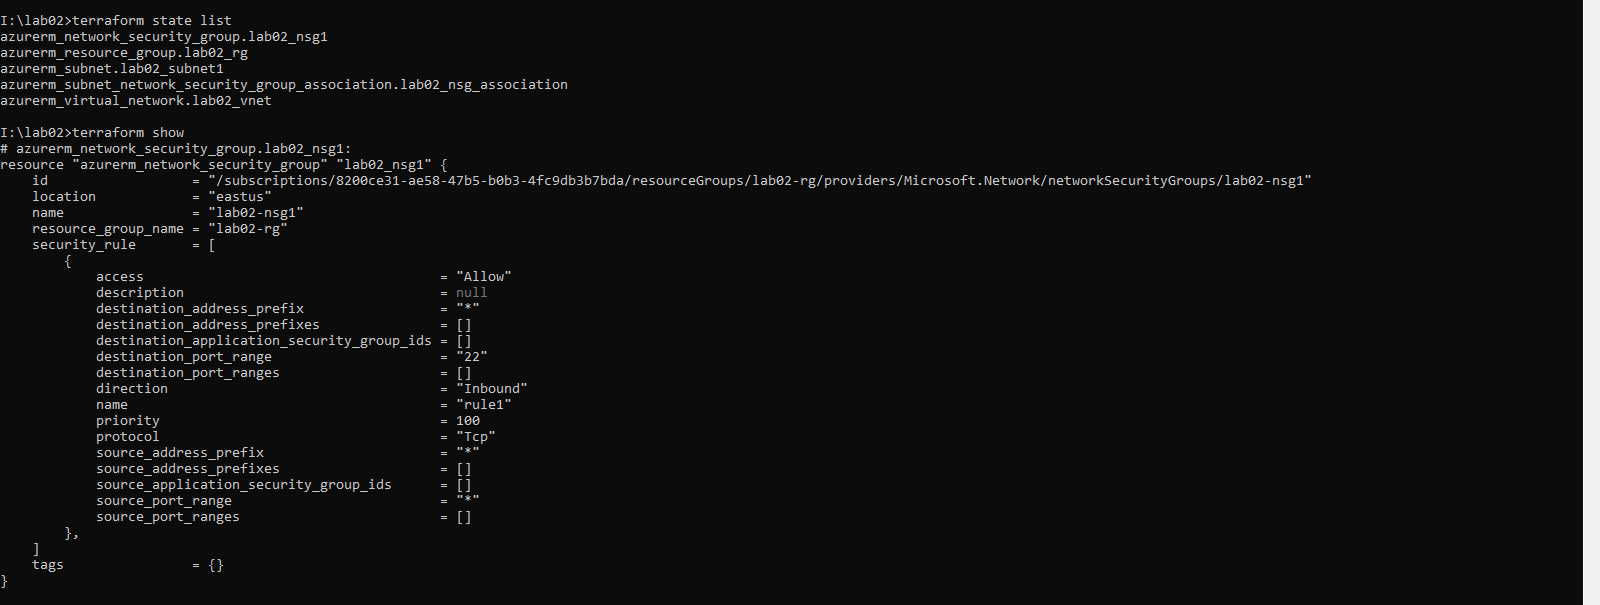 I:\lab02>terraform state list
azurerm_network_security_group.lab02_nsg1
azurerm_resource_group.lab02_rg
azurerm_subnet.lab02_subnet1
azurerm_subnet_network_security_group_association.lab02_nsg_association
azurerm_virtual_network.lab02_vnet
I:\lab02>terraform show
# azurerm_network_security_group.lab02_nsg1:
resource "azurerm_network_security_group" "lab02_nsg1" {
    id                  = "/subscriptions/8200ce31-ae58-47b5-b0b3-4fc9db3b7bda/resourceGroups/lab02-rg/providers/Microsoft.Network/networkSecurityGroups/lab02-nsg1"
    location            = "eastus"
    name                = "lab02-nsg1"
    resource_group_name = "lab02-rg"
    security_rule       = [
        {
            access                                     = "Allow"
            description                                = null
            destination_address_prefix                 = "*"
            destination_address_prefixes               = []
            destination_application_security_group_ids = []
            destination_port_range                     = "22"
            destination_port_ranges                    = []
            direction                                  = "Inbound"
            name                                       = "rule1"
            priority                                   = 100
            protocol                                   = "Tcp"
            source_address_prefix                      = "*"
            source_address_prefixes                    = []
            source_application_security_group_ids      = []
            source_port_range                          = "*"
            source_port_ranges                         = []
        },
    ]
    tags                = {}
}